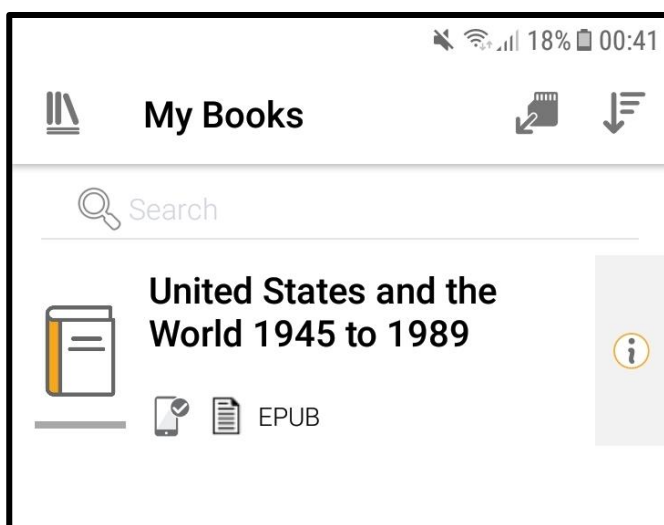 18% 00:41
My Books
Search
United States and the
World 1945 to 1989
EPUB